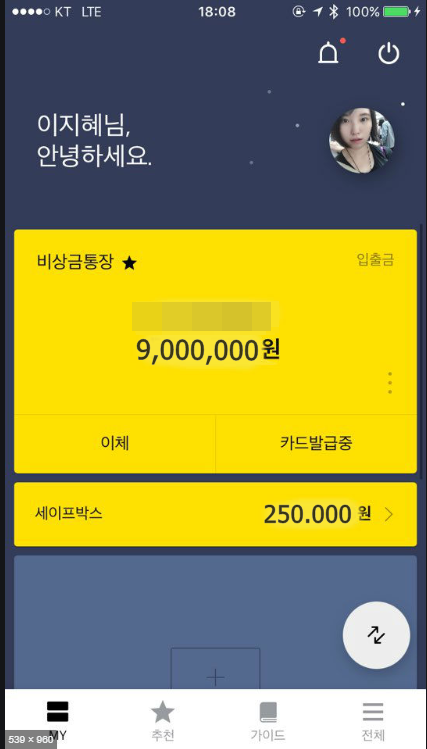 KT LTE 18:08 100%
이지혜님,
안녕하세요.
비상금통장 입출금
9,000,000원
이체 카드발급중
세이프박스 250.000 원
MY 추천 가이드 전체
539 × 960